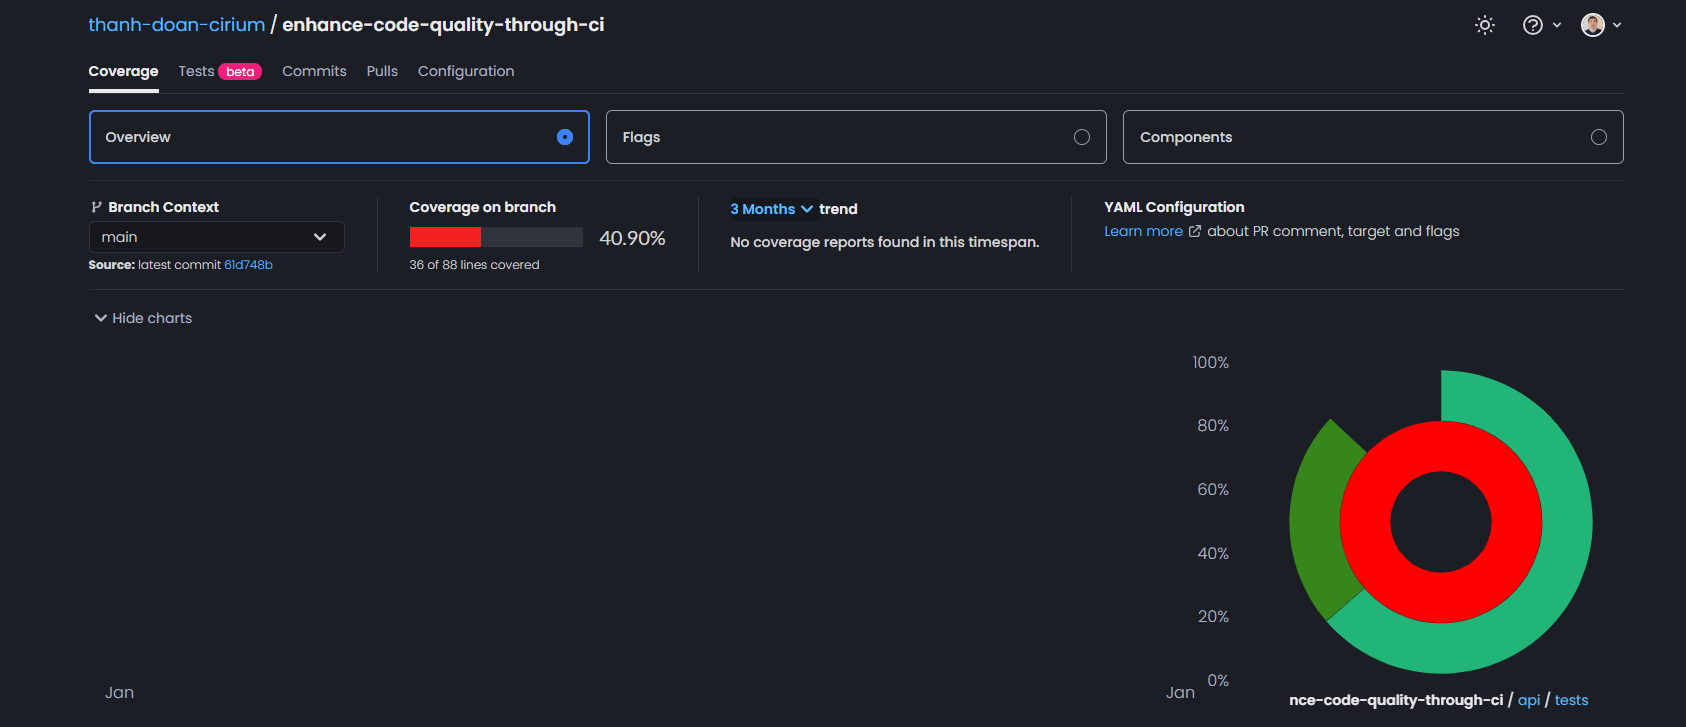 thanh-doan-cirium / enhance-code-quality-through-ci
Coverage Tests beta Commits Pulls Configuration
Overview
Flags
Components
Branch Context
main
Source: latest commit 61d748b
Coverage on branch
40.90%
36 of 88 lines covered
3 Months trend
No coverage reports found in this timespan.
YAML Configuration
Learn more about PR comment, target and flags
Hide charts
100%
80%
60%
40%
20%
0%
Jan
Jan
nce-code-quality-through-ci / api / tests